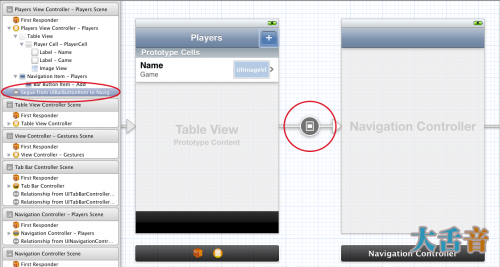 Players View Controller – Players Scene
First Responder
Players View Controller – Players
Table View
Player Cell – PlayerCell
Label – Name
Label – Game
Image View
Navigation Item – Players
Bar Button Item – Add
Segue from UIBarButtonItem to Navig
Table View Controller Scene
First Responder
Table View Controller
View Controller – Gestures Scene
First Responder
View Controller – Gestures
Tab Bar Controller Scene
First Responder
Tab Bar Controller
Relationship from UITabBarController...
Relationship from UITabBarController...
Navigation Controller – Players Scene
First Responder
Navigation Controller – Players
Relationship from UINavigationContr...
Navigation Controller Scene
First Responder
Players
+
Prototype Cells
Name
Game
UIImageVi
Table View
Prototype Content
Navigation Controller
Navigation Controller
大舌音